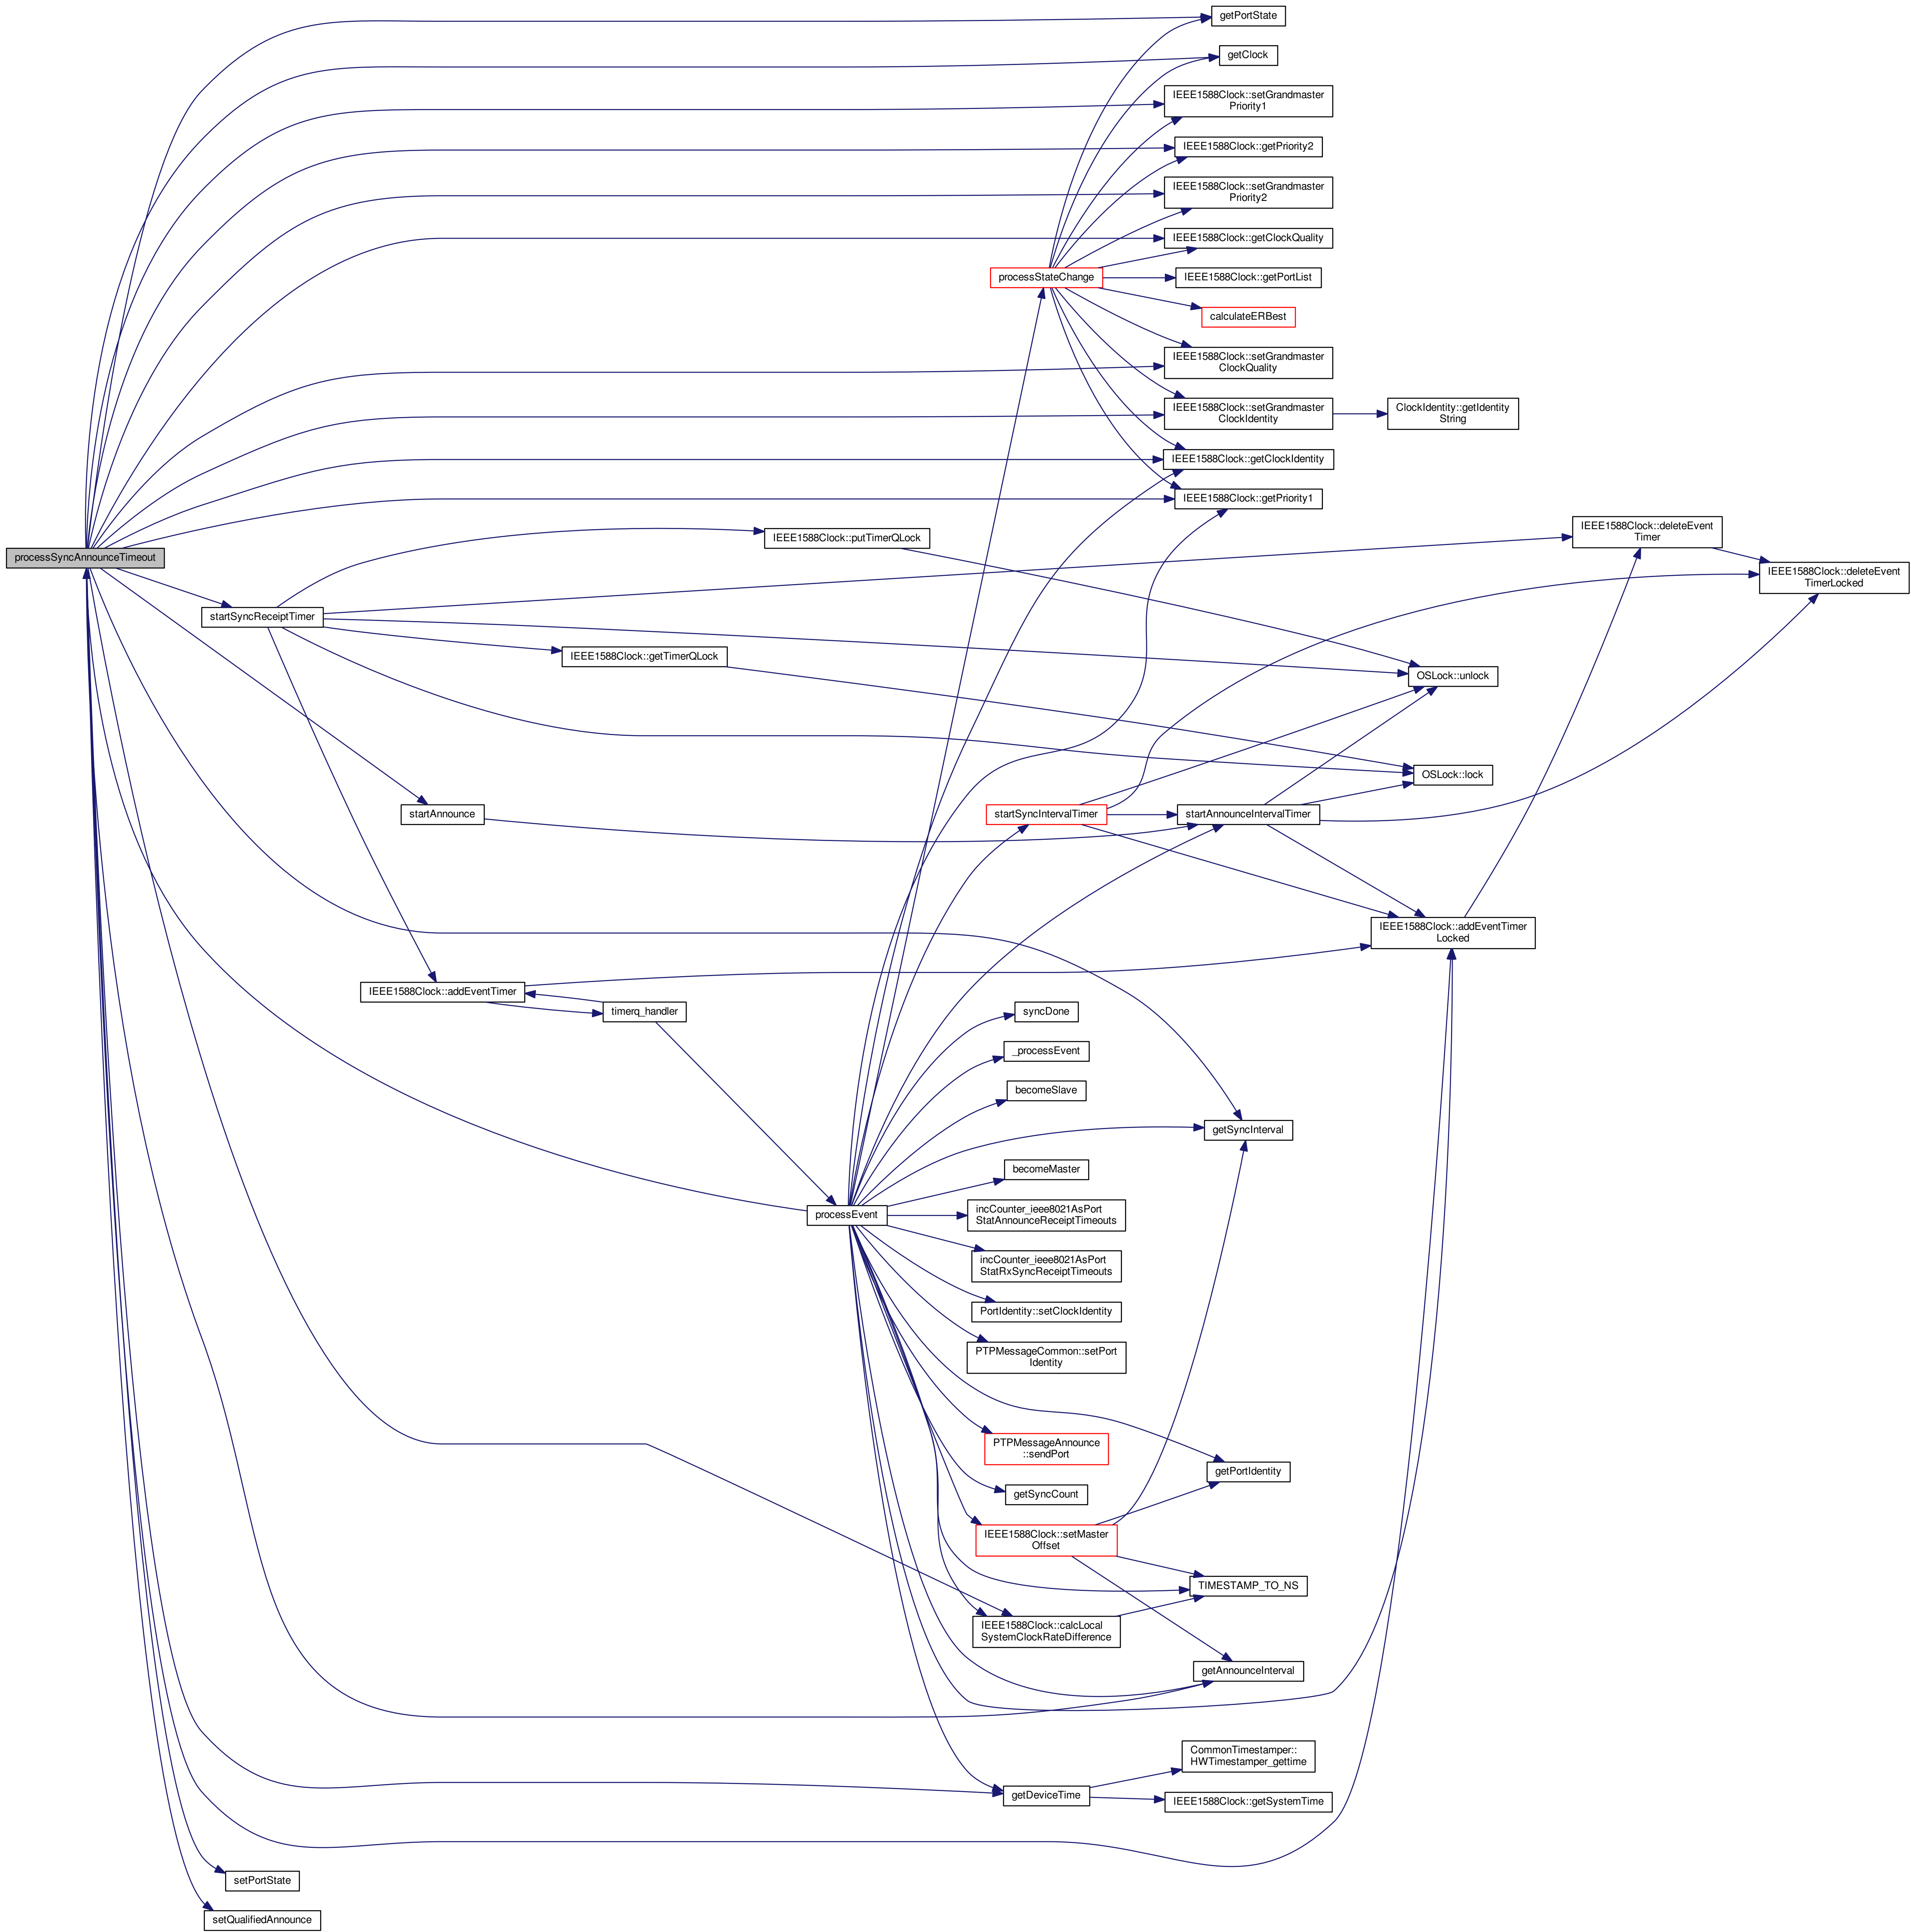 getPortState
getClock
IEEE1588Clock::setGrandmaster
Priority1
IEEE1588Clock::getPriority2
IEEE1588Clock::setGrandmaster
Priority2
IEEE1588Clock::getClockQuality
processStateChange
IEEE1588Clock::getPortList
calculateERBest
IEEE1588Clock::setGrandmaster
ClockQuality
IEEE1588Clock::setGrandmaster
ClockIdentity
ClockIdentity::getIdentity
String
IEEE1588Clock::getClockIdentity
IEEE1588Clock::getPriority1
processSyncAnnounceTimeout
IEEE1588Clock::putTimerQLock
IEEE1588Clock::deleteEvent
Timer
IEEE1588Clock::deleteEvent
TimerLocked
startSyncReceiptTimer
IEEE1588Clock::getTimerQLock
OSLock::unlock
OSLock::lock
startAnnounce
startSyncIntervalTimer
startAnnounceIntervalTimer
IEEE1588Clock::addEventTimer
Locked
IEEE1588Clock::addEventTimer
timerq_handler
syncDone
_processEvent
becomeSlave
getSyncInterval
becomeMaster
processEvent
incCounter_ieee8021AsPort
StatAnnounceReceiptTimeouts
incCounter_ieee8021AsPort
StatRxSyncReceiptTimeouts
PortIdentity::setClockIdentity
PTPMessageCommon::setPort
Identity
PTPMessageAnnounce
::sendPort
getPortIdentity
getSyncCount
IEEE1588Clock::setMaster
Offset
TIMESTAMP_TO_NS
IEEE1588Clock::calcLocal
SystemClockRateDifference
getAnnounceInterval
CommonTimestamper::
HWTimestamper_gettime
getDeviceTime
IEEE1588Clock::getSystemTime
setPortState
setQualifiedAnnounce